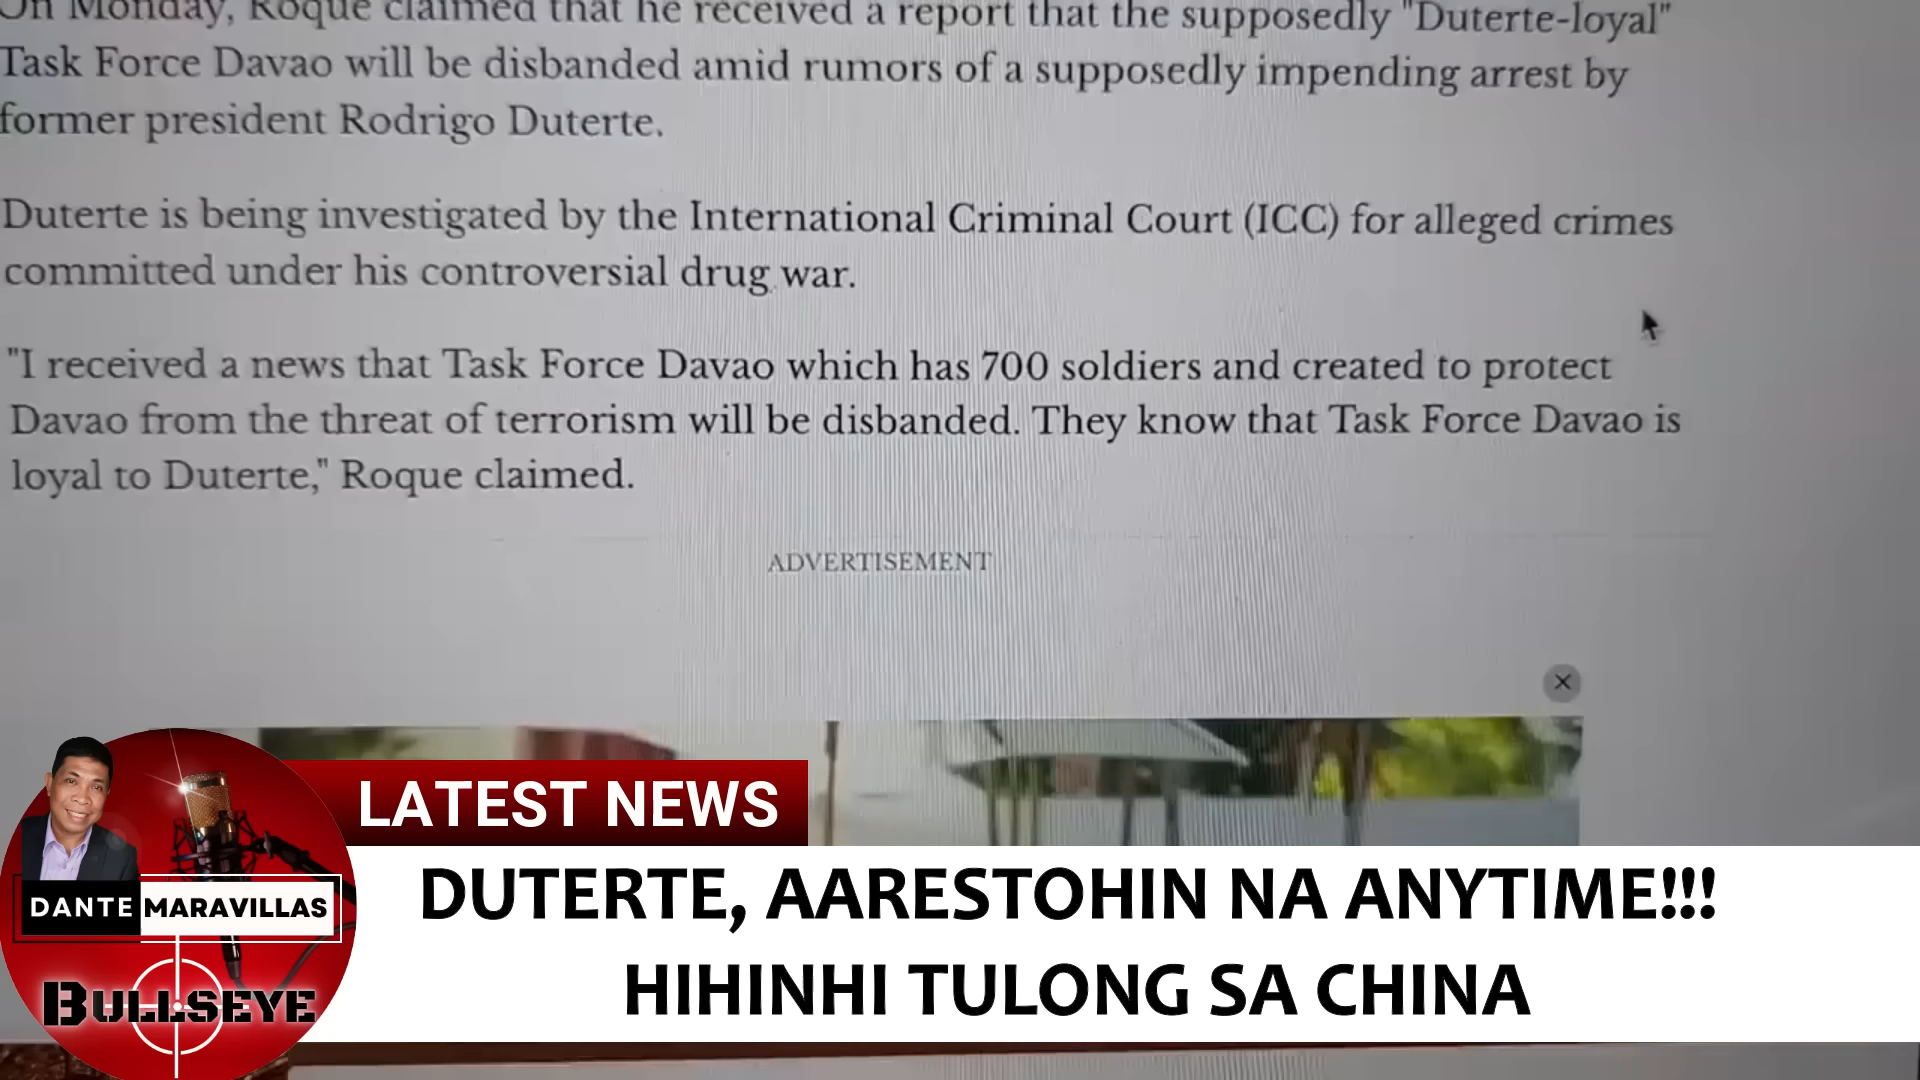 On Monday, Roque claimed that he received a report that the supposedly "Duterte-loyal"
Task Force Davao will be disbanded amid rumors of a supposedly impending arrest by
former president Rodrigo Duterte.
Duterte is being investigated by the International Criminal Court (ICC) for alleged crimes
committed under his controversial drug war.
"I received a news that Task Force Davao which has 700 soldiers and created to protect
Davao from the threat of terrorism will be disbanded. They know that Task Force Davao is
loyal to Duterte," Roque claimed.
ADVERTISEMENT
LATEST NEWS
DUTERTE, AARESTOHIN NA ANYTIME!!!
HIHINHI TULONG SA CHINA
DANTE MARAVILLAS
BULLSEYE